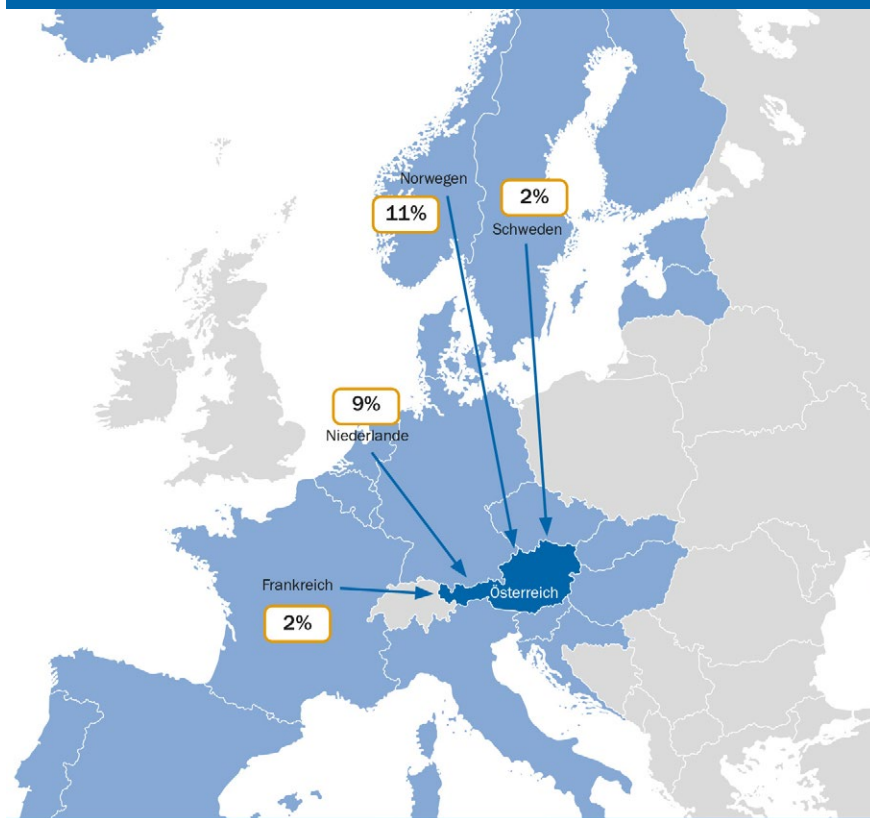 Norwegen
11%
2%
Schweden
9%
Niederlande
Frankreich
2%
Österreich